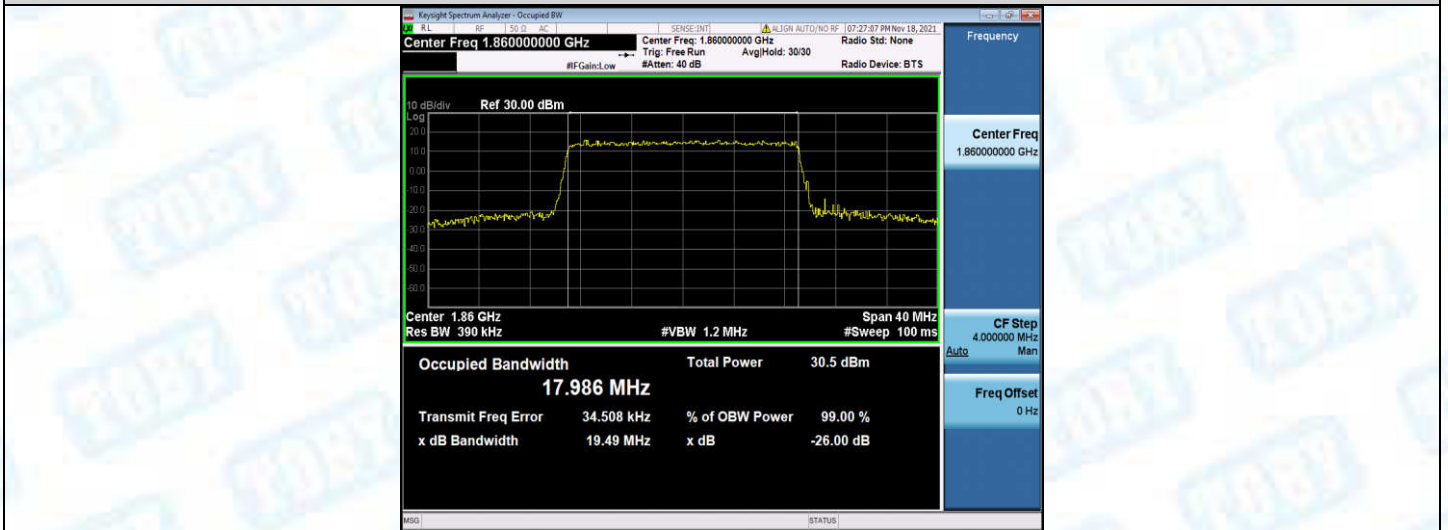 Keysight Spectrum Analyzer - Occupied BW
RL RF 50 Ω AC SENSE:INT ALIGN AUTO/NO RF 07:27:07 PM Nov 18, 2021
Center Freq 1.860000000 GHz
Center Freq: 1.860000000 GHz Radio Std: None
Trig: Free Run Avg|Hold: 30/30
#IFGain:Low #Atten: 40 dB Radio Device: BTS
10 dB/div Ref 30.00 dBm
Log
20.0
10.0
0.00
-10.0
-20.0
-30.0
-40.0
-50.0
-60.0
Center 1.86 GHz Span 40 MHz
Res BW 390 kHz #VBW 1.2 MHz #Sweep 100 ms
Occupied Bandwidth Total Power 30.5 dBm
17.986 MHz
Transmit Freq Error 34.508 kHz % of OBW Power 99.00 %
x dB Bandwidth 19.49 MHz x dB -26.00 dB
MSG STATUS
Frequency
Center Freq
1.860000000 GHz
CF Step
4.000000 MHz
Auto Man
Freq Offset
0 Hz